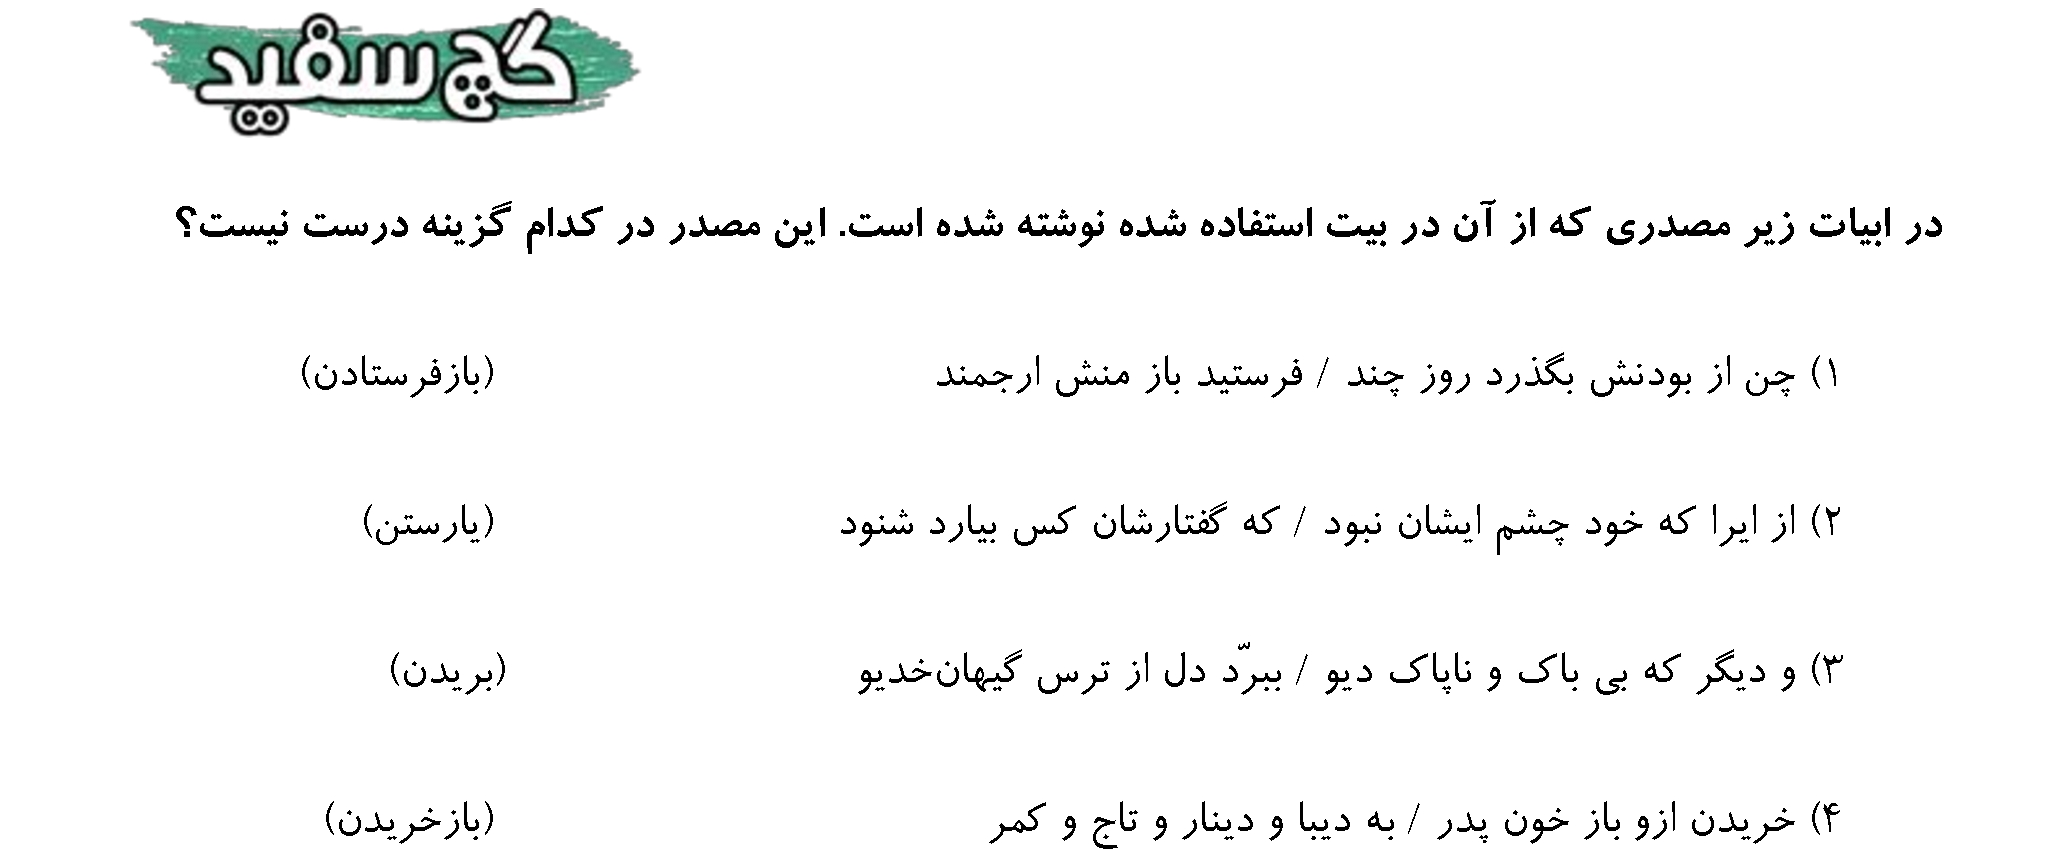 گچ سفید
در ابیات زیر مصدری که از آن در بیت استفاده شده نوشته شده است. این مصدر در کدام گزینه درست نیست؟
۱) چن از بودنش بگذرد روز چند / فرستید باز منش ارجمند (بازفرستادن)
۲) از ایرا که خود چشم ایشان نبود / که گفتارشان کس بیارد شنود (یارستن)
۳) و دیگر که بی باک و ناپاک دیو / ببرّد دل از ترس گیهان‌خدیو (بریدن)
۴) خریدن ازو باز خون پدر / به دیبا و دینار و تاج و کمر (بازخریدن)